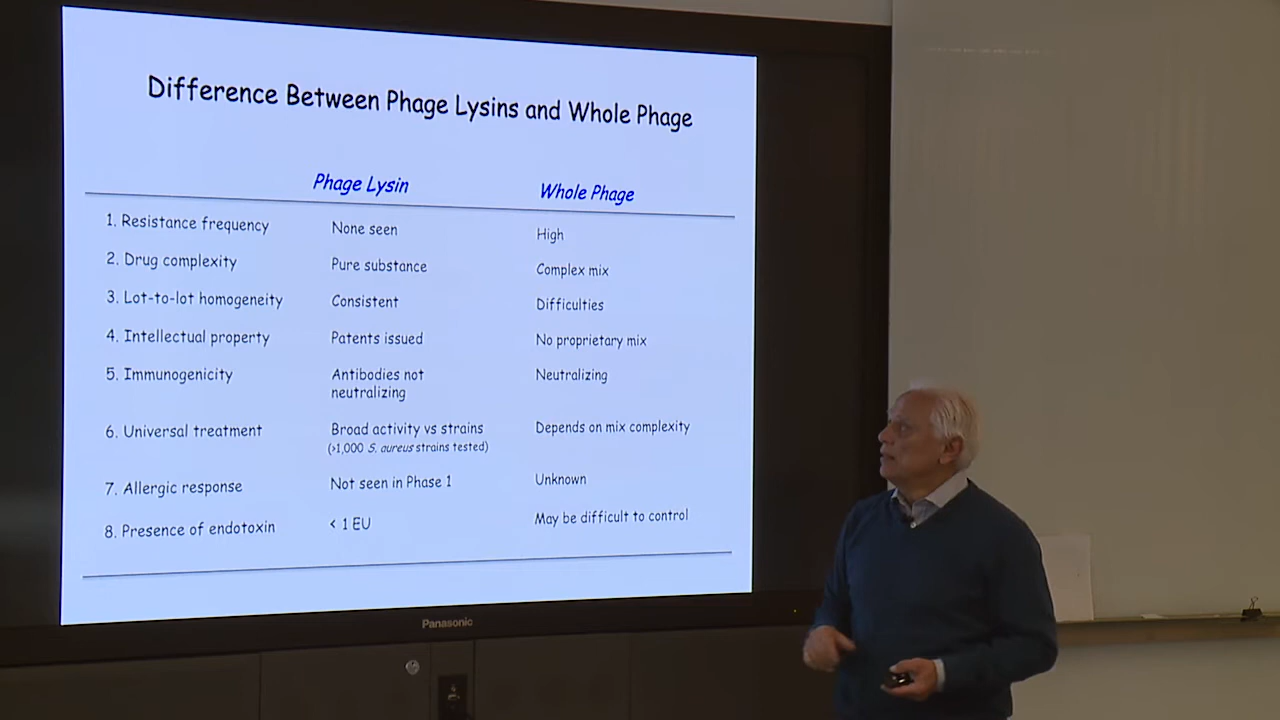 Difference Between Phage Lysins and Whole Phage
Phage Lysin Whole Phage
1. Resistance frequency None seen High
2. Drug complexity Pure substance Complex mix
3. Lot-to-lot homogeneity Consistent Difficulties
4. Intellectual property Patents issued No proprietary mix
5. Immunogenicity Antibodies not Neutralizing
neutralizing
6. Universal treatment Broad activity vs strains Depends on mix complexity
(>1,000 S. aureus strains tested)
7. Allergic response Not seen in Phase 1 Unknown
8. Presence of endotoxin < 1 EU May be difficult to control
Panasonic